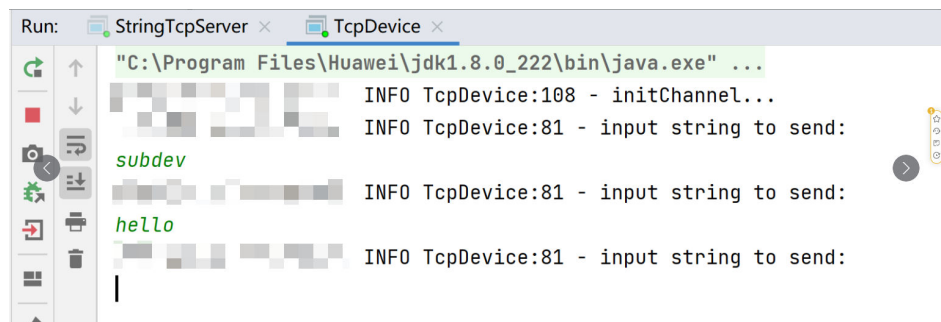 Run: StringTcpServer × TcpDevice ×
"C:\Program Files\Huawei\jdk1.8.0_222\bin\java.exe" ...
INFO TcpDevice:108 - initChannel...
INFO TcpDevice:81 - input string to send:
subdev
INFO TcpDevice:81 - input string to send:
hello
INFO TcpDevice:81 - input string to send: